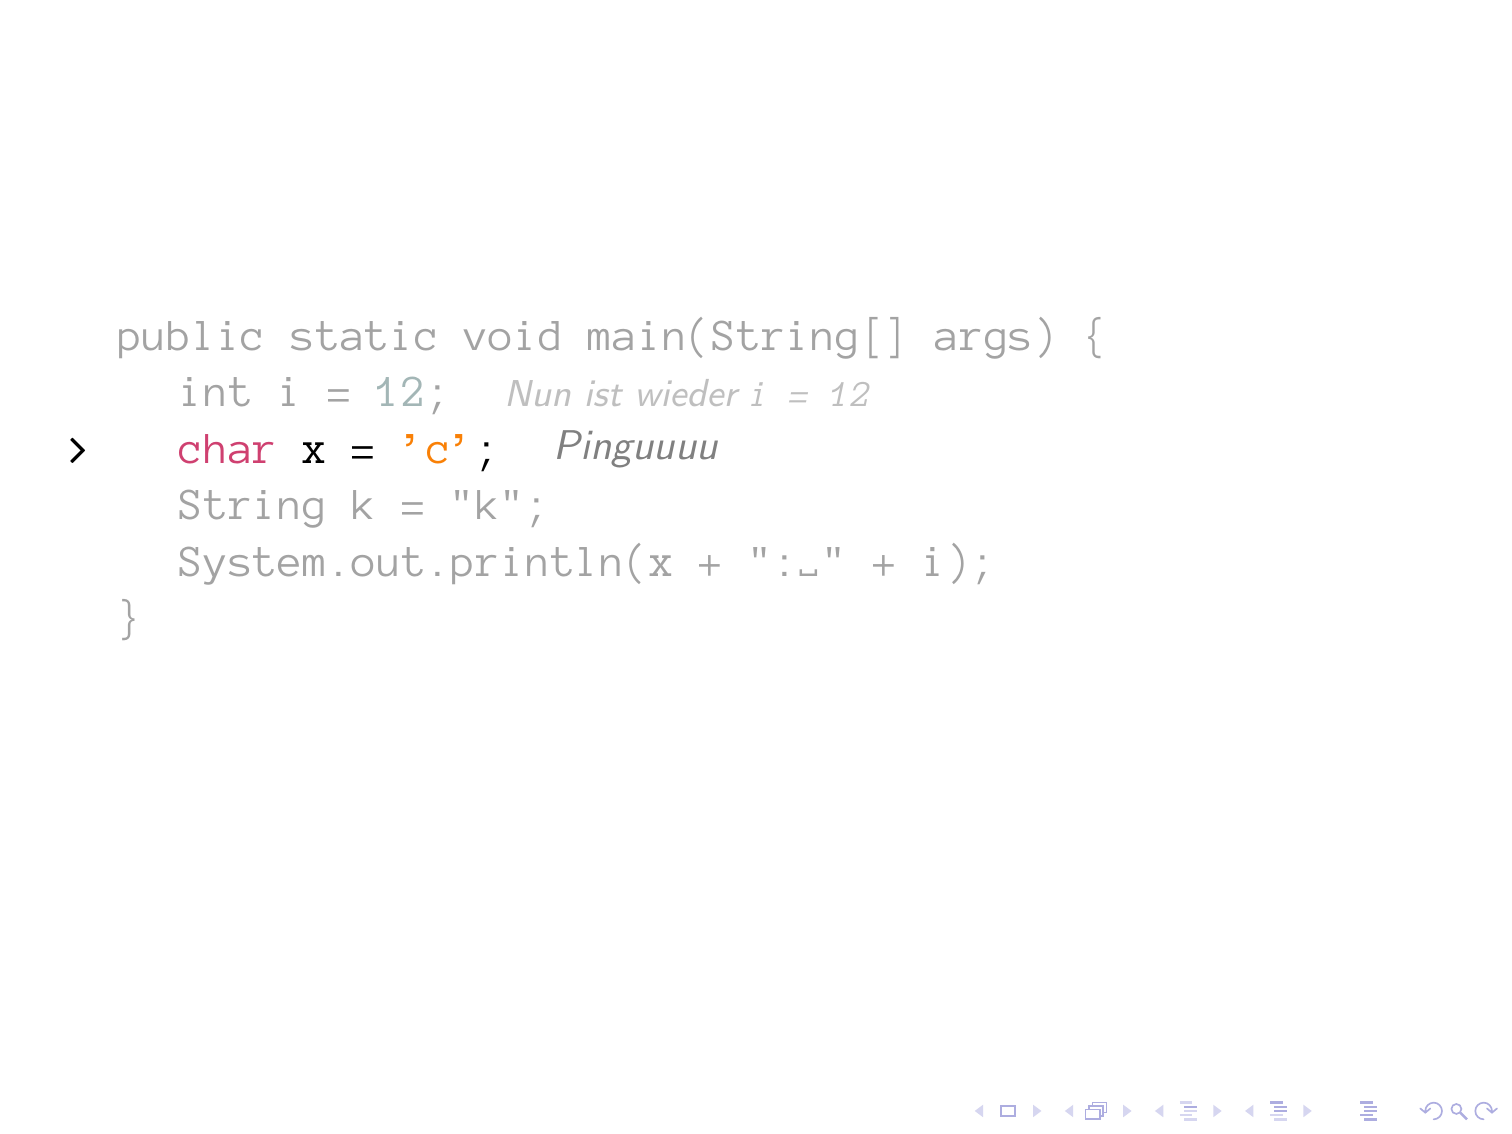 public static void main(String[] args) {
int i = 12; Nun ist wieder i = 12
> char x = 'c'; Pinguuuu
String k = "k";
System.out.println(x + ":␣" + i);
}